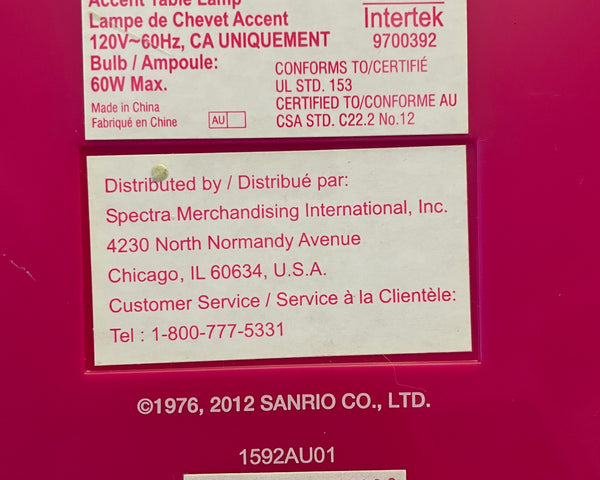 Accent Table Lamp
Lampe de Chevet Accent
120V~60Hz, CA UNIQUEMENT
Bulb / Ampoule:
60W Max.
Made in China
Fabriqué en Chine
AU
Intertek
9700392
CONFORMS TO/CERTIFIÉ
UL STD. 153
CERTIFIED TO/CONFORME AU
CSA STD. C22.2 No.12
Distributed by / Distribué par:
Spectra Merchandising International, Inc.
4230 North Normandy Avenue
Chicago, IL 60634, U.S.A.
Customer Service / Service à la Clientèle:
Tel : 1-800-777-5331
©1976, 2012 SANRIO CO., LTD.
1592AU01